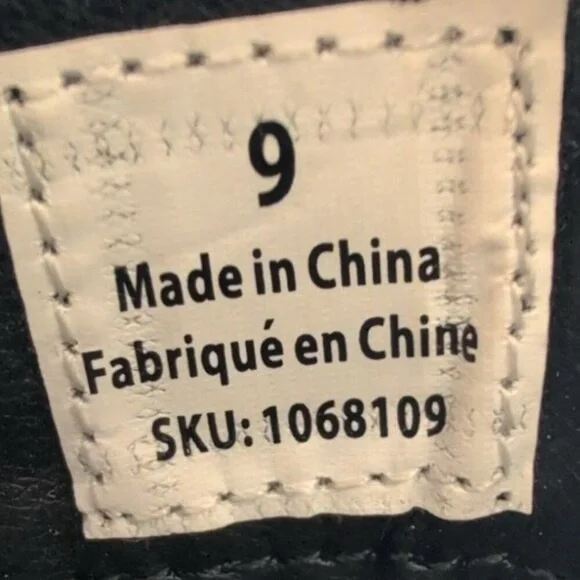 9
Made in China
Fabriqué en Chine
SKU: 1068109